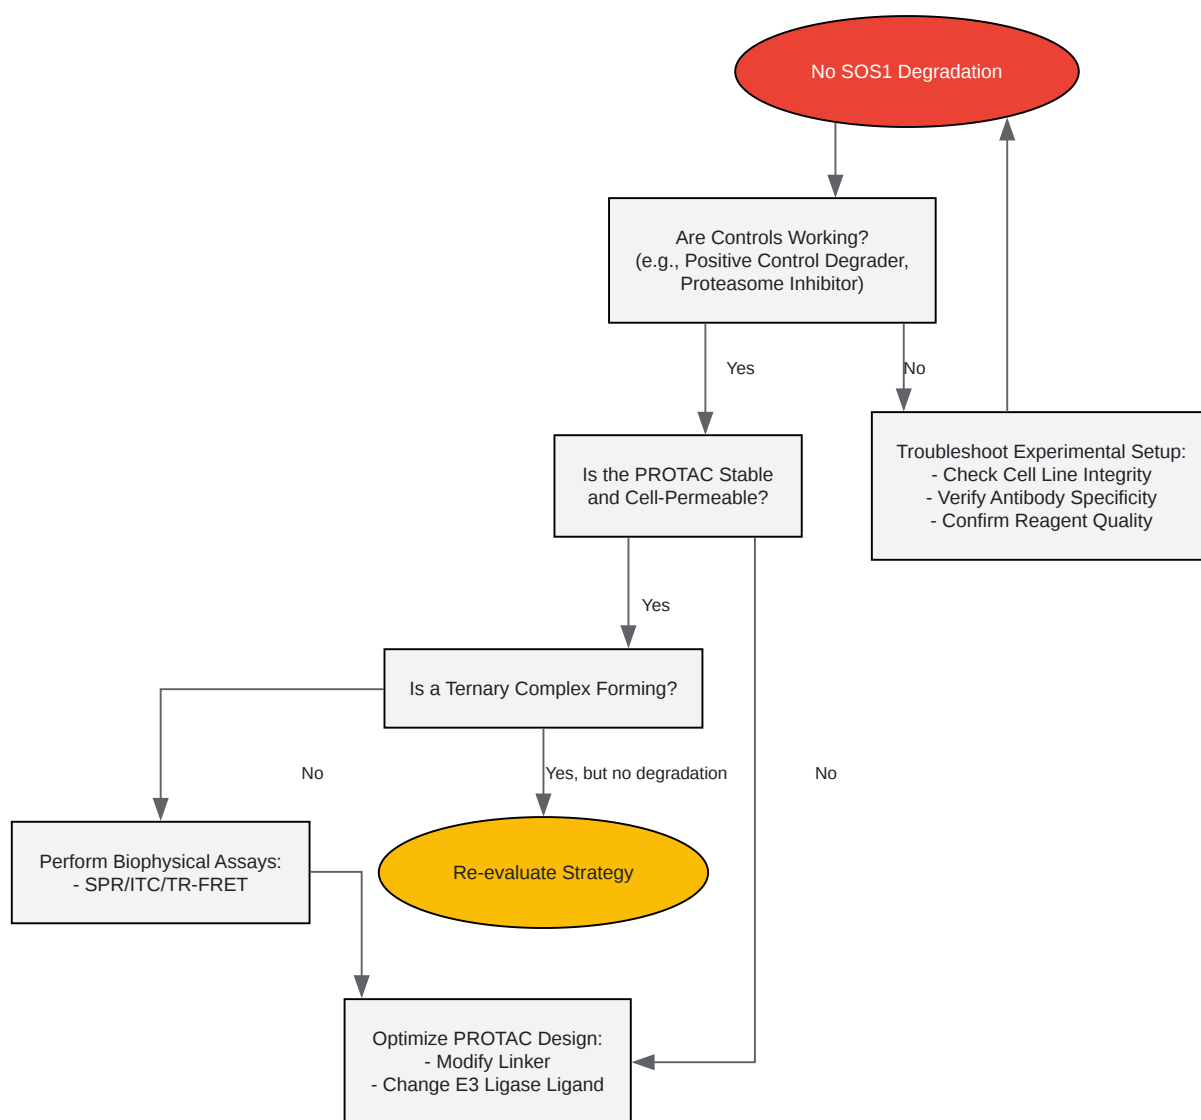 No SOS1 Degradation
Are Controls Working?
(e.g., Positive Control Degrader,
Proteasome Inhibitor)
Yes
No
Is the PROTAC Stable
and Cell-Permeable?
Troubleshoot Experimental Setup:
- Check Cell Line Integrity
- Verify Antibody Specificity
- Confirm Reagent Quality
Yes
Is a Ternary Complex Forming?
No
Yes, but no degradation
No
Perform Biophysical Assays:
- SPR/ITC/TR-FRET
Re-evaluate Strategy
Optimize PROTAC Design:
- Modify Linker
- Change E3 Ligase Ligand